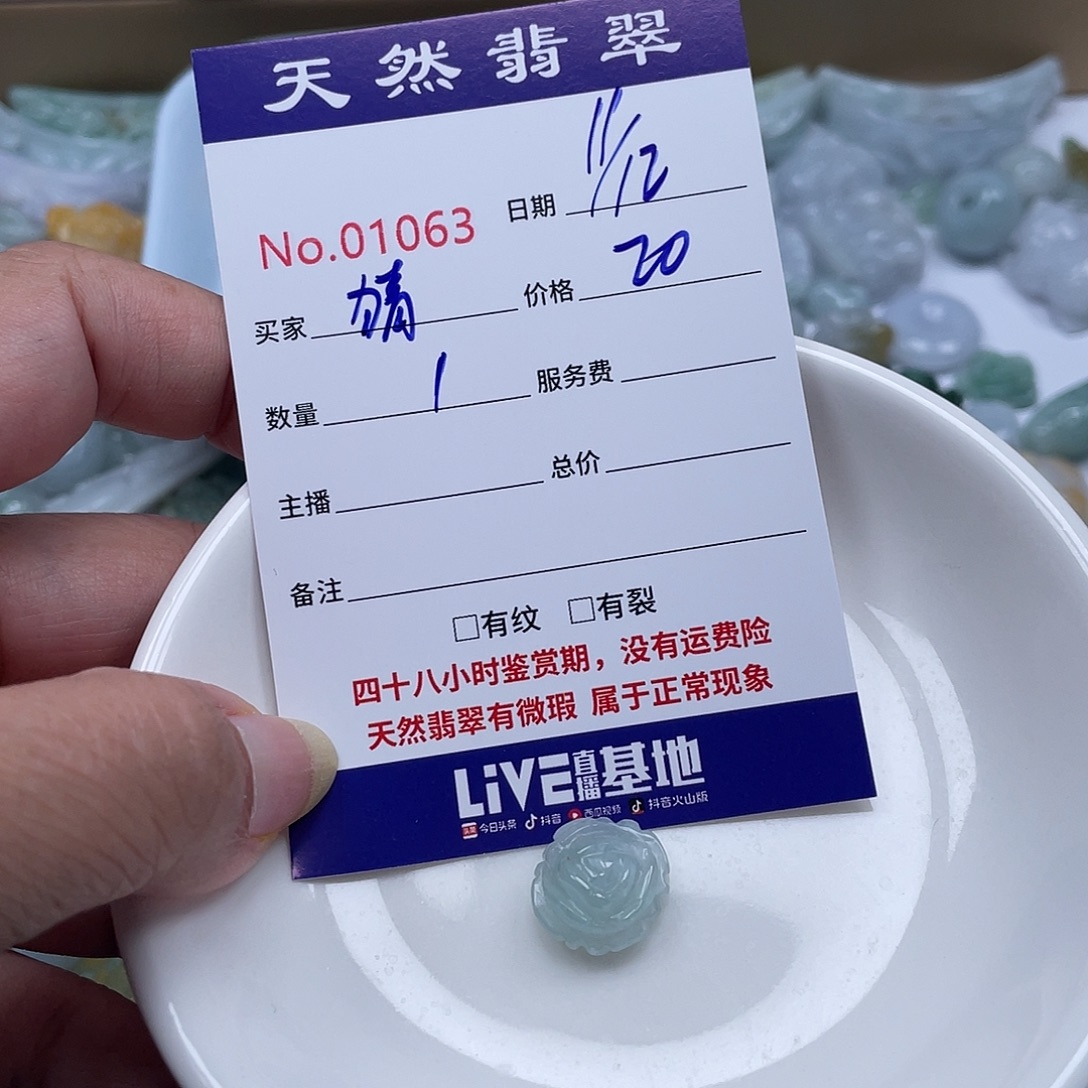 天然翡翠
日期 11/12
No.01063
买家 价格 20
数量 1 服务费
主播 总价
备注
□有纹 □有裂
四十八小时鉴赏期，没有运费险
天然翡翠有微瑕 属于正常现象
LiVE直播基地
头条 今日头条 抖音 西瓜视频 抖音火山版